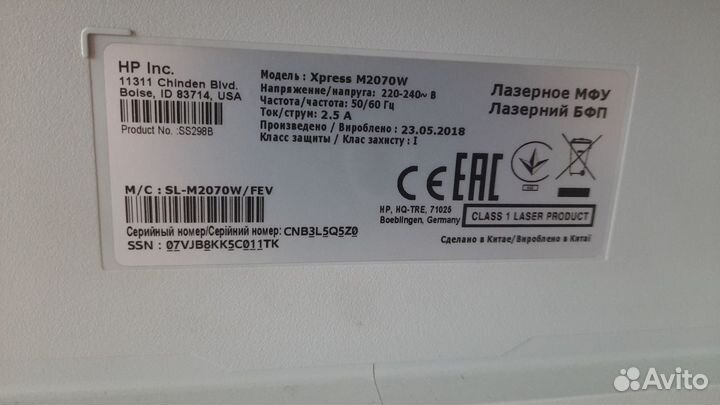 HP Inc.
11311 Chinden Blvd.
Boise, ID 83714, USA
Product No. :SS298B
M/C : SL-M2070W/FEV
Серийный номер/Серійний номер: CNB3L5Q5Z0
SSN : 07VJB8KK5C011TK
Модель : Xpress M2070W
Напряжение/напруга: 220-240~ В
Частота/частота: 50/60 Гц
Ток/струм: 2.5 А
Произведено / Вироблено : 23.05.2018
Класс защиты / Клас захисту : I
Лазерное МФУ
Лазерний БФП
CE EAC
HP, HQ-TRE, 71025
Boeblingen, Germany
CLASS 1 LASER PRODUCT
Сделано в Китае/Вироблено в Китаї
Avito